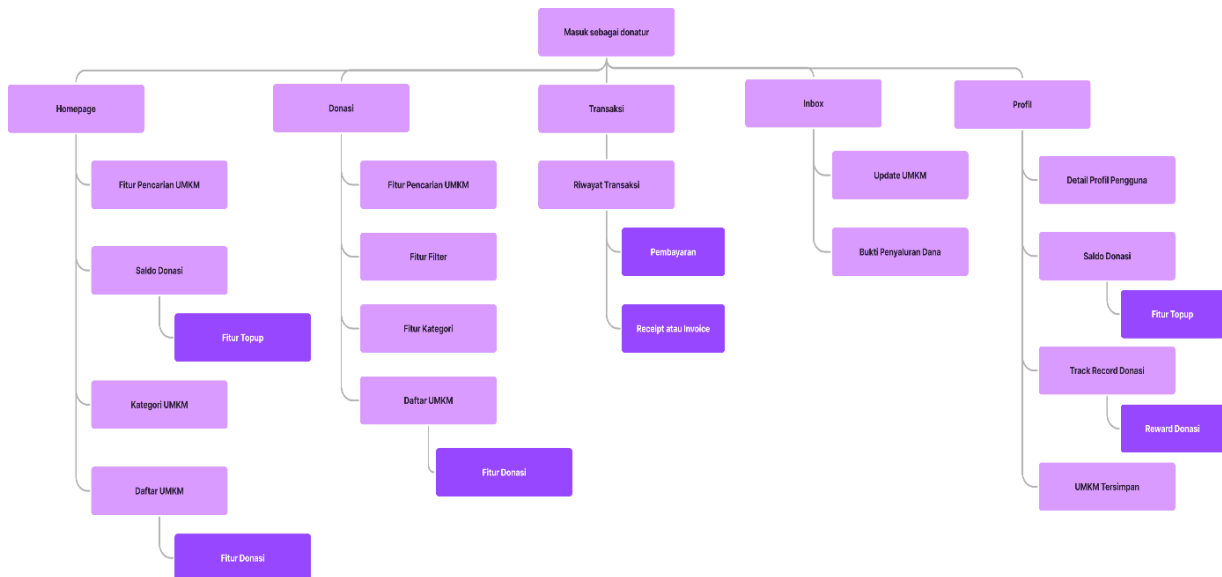 Masuk sebagai donatur
Homepage
Donasi
Transaksi
Inbox
Profil
Fitur Pencarian UMKM
Saldo Donasi
Fitur Topup
Kategori UMKM
Daftar UMKM
Fitur Donasi
Fitur Pencarian UMKM
Fitur Filter
Fitur Kategori
Daftar UMKM
Fitur Donasi
Riwayat Transaksi
Pembayaran
Receipt atau Invoice
Update UMKM
Bukti Penyaluran Dana
Detail Profil Pengguna
Saldo Donasi
Fitur Topup
Track Record Donasi
Reward Donasi
UMKM Tersimpan